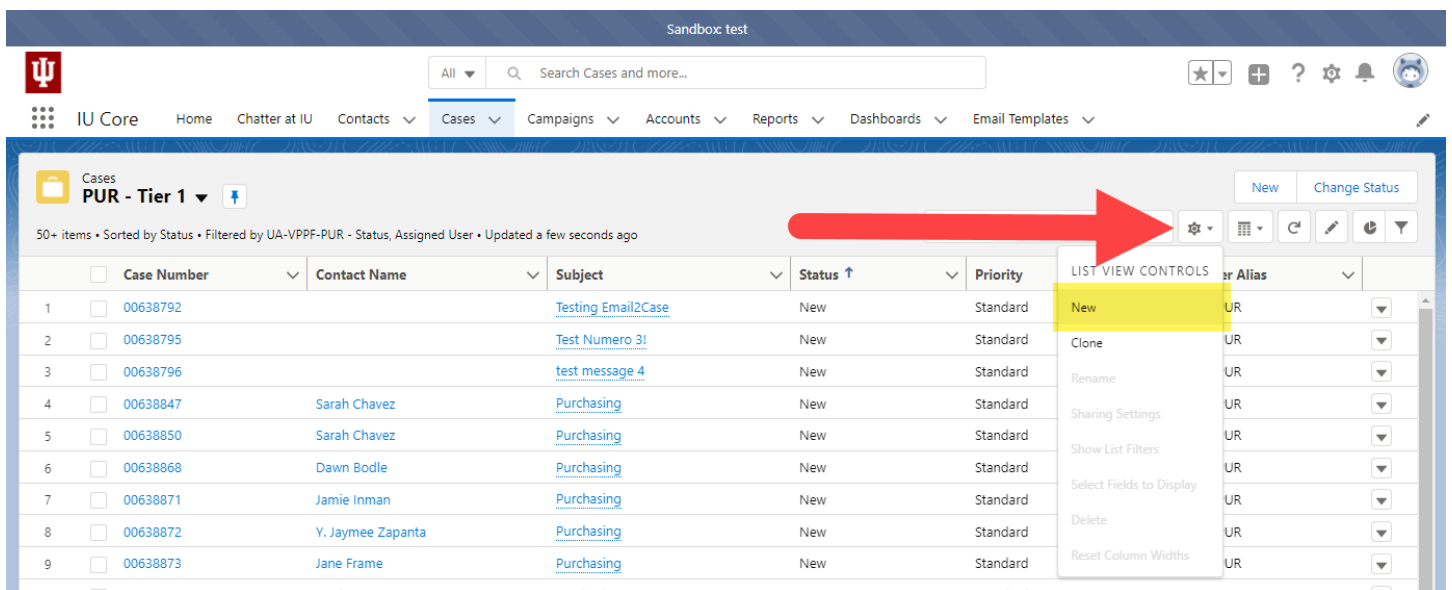 Sandbox: test
All Search Cases and more...
IU Core Home Chatter at IU Contacts Cases Campaigns Accounts Reports Dashboards Email Templates
Cases
PUR - Tier 1
New Change Status
50+ items • Sorted by Status • Filtered by UA-VPPF-PUR - Status, Assigned User • Updated a few seconds ago
Case Number Contact Name Subject Status Priority LIST VIEW CONTROLS er Alias
1 00638792 Testing Email2Case New Standard New UR
2 00638795 Test Numero 3! New Standard Clone UR
3 00638796 test message 4 New Standard Rename UR
4 00638847 Sarah Chavez Purchasing New Standard Sharing Settings UR
5 00638850 Sarah Chavez Purchasing New Standard Show List Filters UR
6 00638868 Dawn Bodle Purchasing New Standard Select Fields to Display UR
7 00638871 Jamie Inman Purchasing New Standard Delete UR
8 00638872 Y. Jaymee Zapanta Purchasing New Standard Reset Column Widths UR
9 00638873 Jane Frame Purchasing New Standard UR